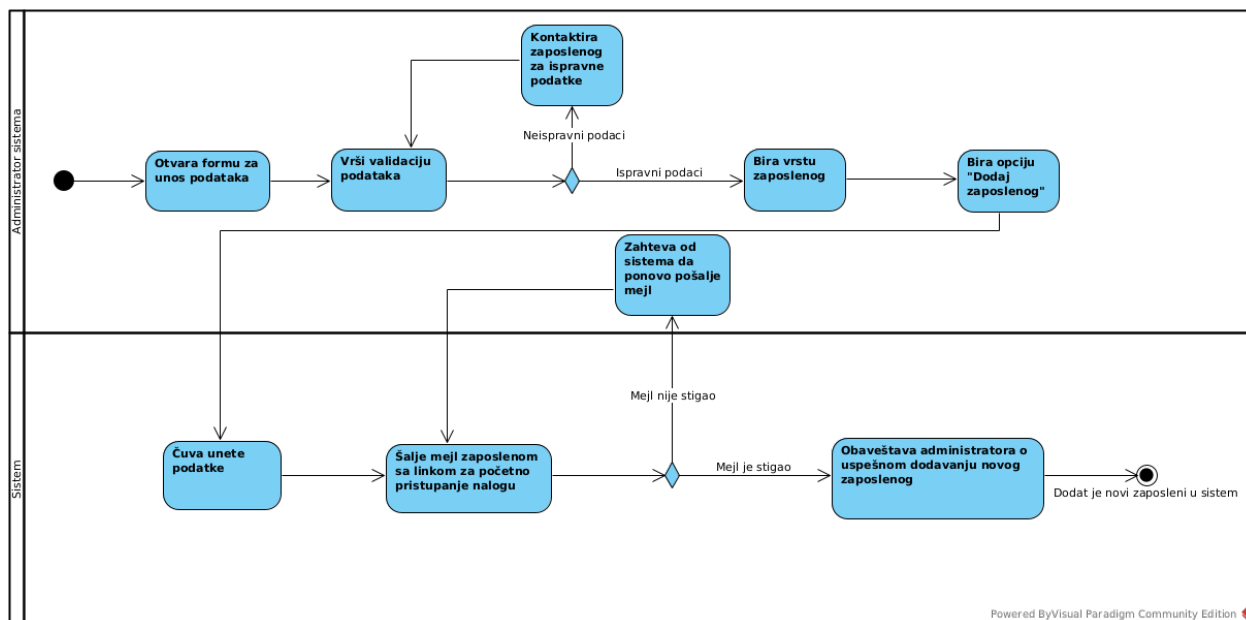 Administrator sistema
Kontaktira
zaposlenog
za ispravne
podatke
Neispravni podaci
Otvara formu za
unos podataka
Vrši validaciju
podataka
Ispravni podaci
Bira vrstu
zaposlenog
Bira opciju
"Dodaj
zaposlenog"
Zahteva od
sistema da
ponovo pošalje
mejl
Sistem
Mejl nije stigao
Čuva unete
podatke
Šalje mejl zaposlenom
sa linkom za početno
pristupanje nalogu
Mejl je stigao
Obaveštava administratora o
uspešnom dodavanju novog
zaposlenog
Dodat je novi zaposleni u sistem
Powered ByVisual Paradigm Community Edition